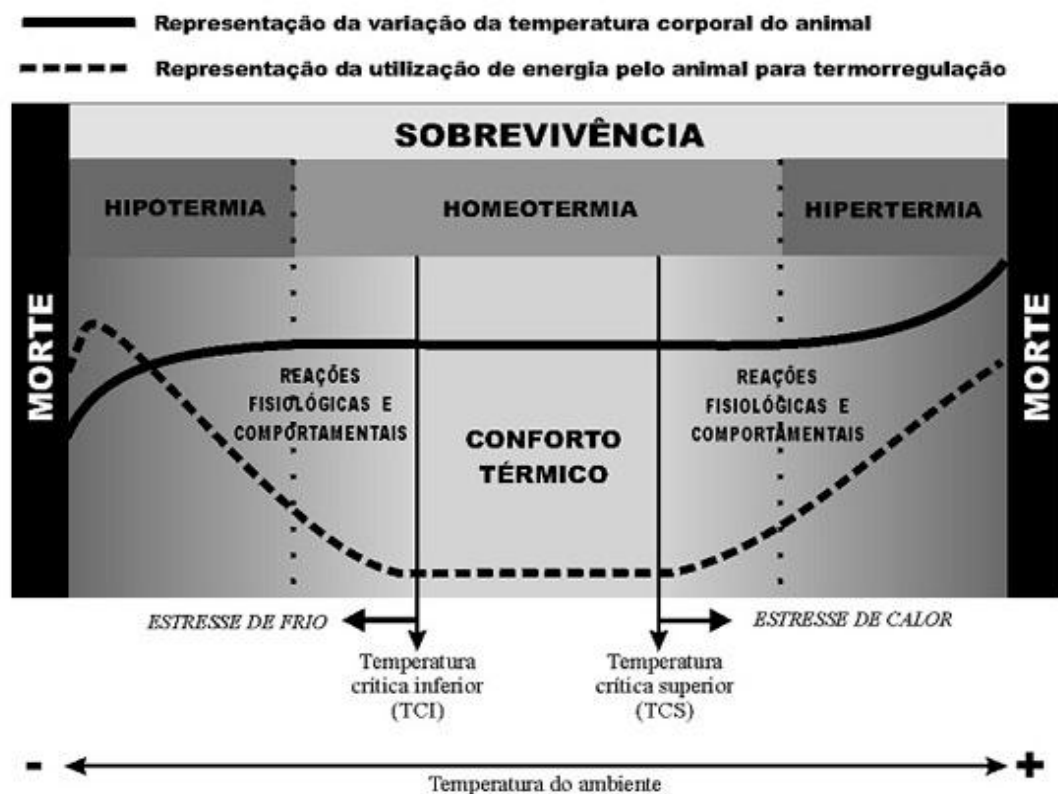 Representação da variação da temperatura corporal do animal
Representação da utilização de energia pelo animal para termorregulação
SOBREVIVÊNCIA
HIPOTERMIA
HOMEOTERMIA
HIPERTERMIA
MORTE
MORTE
REAÇÕES
FISIOLÓGICAS E
COMPORTAMENTAIS
CONFORTO
TÉRMICO
REAÇÕES
FISIOLÓGICAS E
COMPORTAMENTAIS
ESTRESSE DE FRIO
ESTRESSE DE CALOR
Temperatura
crítica inferior
(TCI)
Temperatura
crítica superior
(TCS)
- +
Temperatura do ambiente